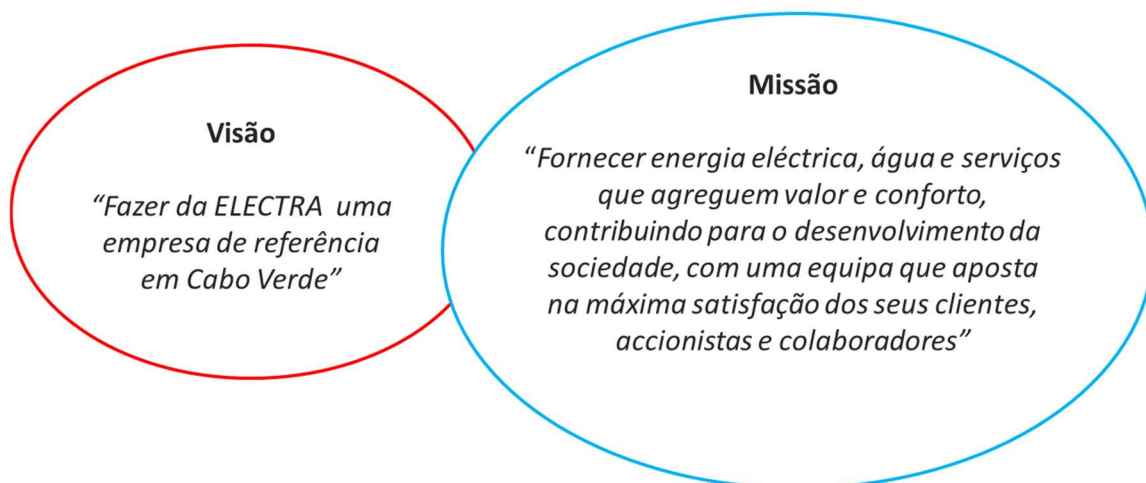 Visão
“Fazer da ELECTRA uma
empresa de referência
em Cabo Verde”
Missão
“Fornecer energia eléctrica, água e serviços
que agreguem valor e conforto,
contribuindo para o desenvolvimento da
sociedade, com uma equipa que aposta
na máxima satisfação dos seus clientes,
accionistas e colaboradores”